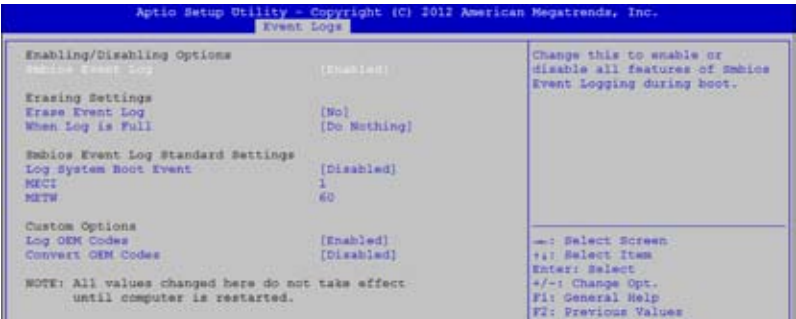 Aptio Setup Utility - Copyright (C) 2012 American Megatrends, Inc.
Event Logs
Enabling/Disabling Options
Smbios Event Log [Enabled]
Erasing Settings
Erase Event Log [No]
When Log is Full [Do Nothing]
Smbios Event Log Standard Settings
Log System Boot Event [Disabled]
MECI 1
METW 60
Custom Options
Log OEM Codes [Enabled]
Convert OEM Codes [Disabled]
NOTE: All values changed here do not take effect
until computer is restarted.
Change this to enable or
disable all features of Smbios
Event Logging during boot.
→←: Select Screen
↑↓: Select Item
Enter: Select
+/-: Change Opt.
F1: General Help
F2: Previous Values